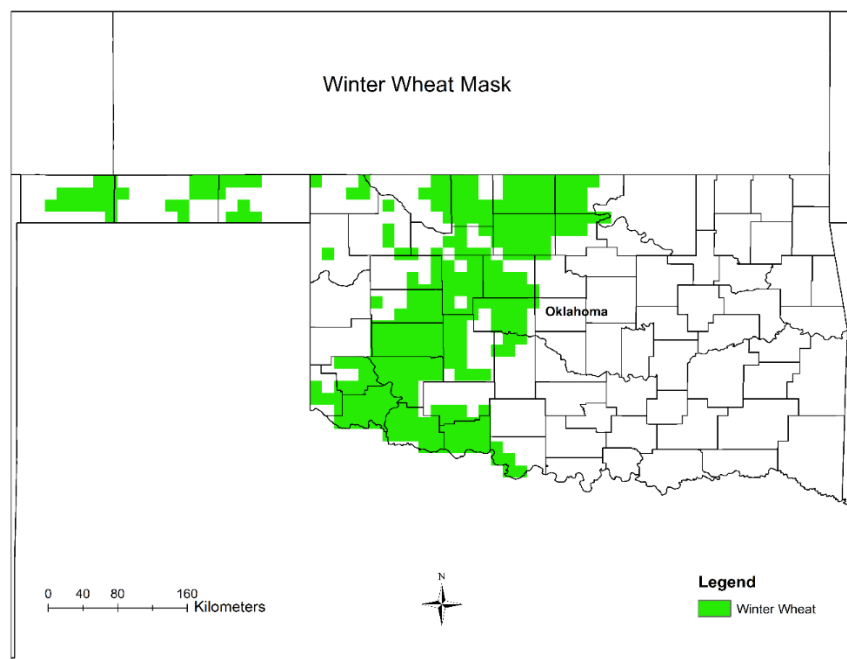 Winter Wheat Mask
Oklahoma
0 40 80 160
Kilometers
N
Legend
Winter Wheat